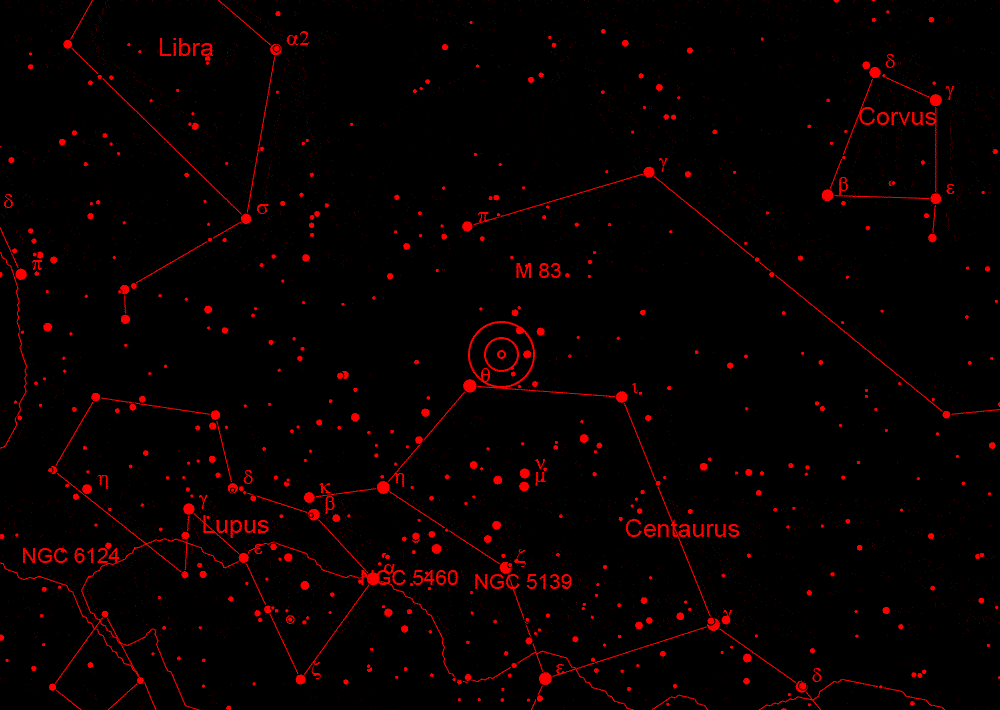 Libra
α2
δ
γ
Corvus
γ
β
ε
δ
σ
π
π
M 83
θ
ι
η
δ
κ
η
ν
μ
γ
β
Lupus
Centaurus
ε
NGC 6124
α
NGC 5460
ζ
NGC 5139
γ
ζ
ε
δ